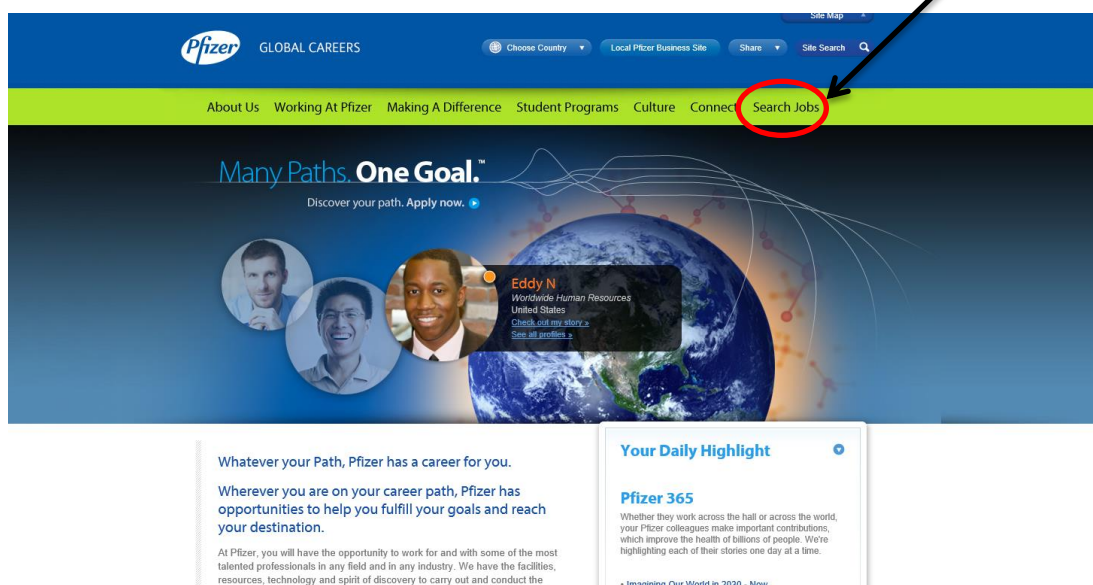 Site Map
Pfizer
GLOBAL CAREERS
Choose Country
Local Pfizer Business Site
Share
Site Search
About Us Working At Pfizer Making A Difference Student Programs Culture Connect Search Jobs
Many Paths. One Goal.™
Discover your path. Apply now.
Eddy N
Worldwide Human Resources
United States
Check out my story »
See all profiles »
Whatever your Path, Pfizer has a career for you.
Wherever you are on your career path, Pfizer has
opportunities to help you fulfill your goals and reach
your destination.
At Pfizer, you will have the opportunity to work for and with some of the most
talented professionals in any field and in any industry. We have the facilities,
resources, technology and spirit of discovery to carry out and conduct the
Your Daily Highlight
Pfizer 365
Whether they work across the hall or across the world,
your Pfizer colleagues make important contributions,
which improve the health of billions of people. We're
highlighting each of their stories one day at a time.
• Imagining Our World in 2030 - Now